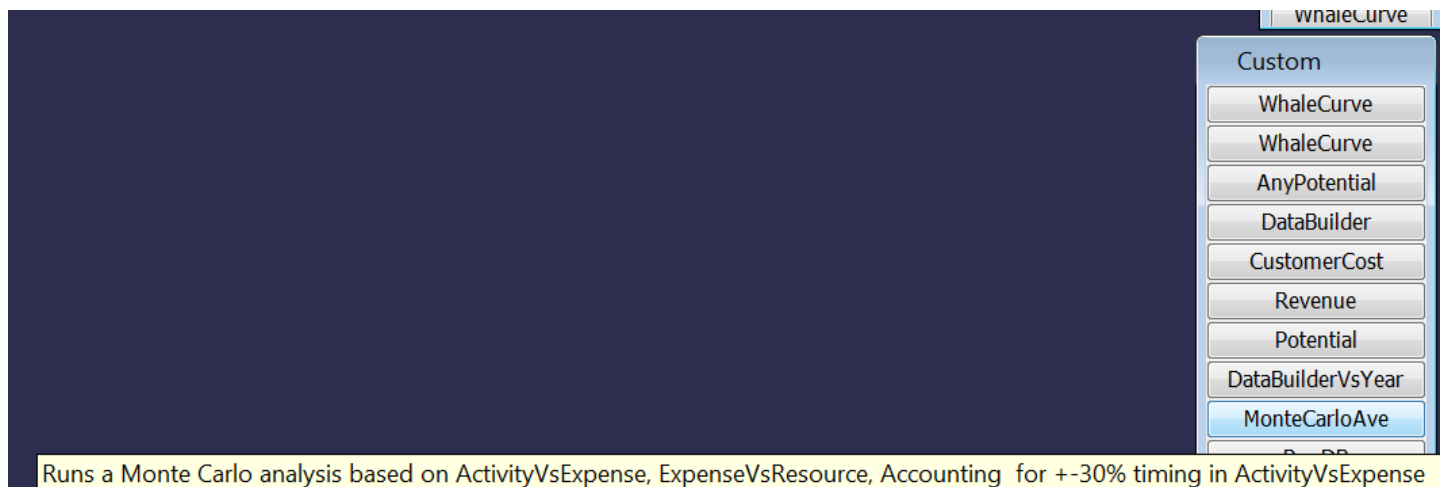 WhaleCurve
Custom
WhaleCurve
WhaleCurve
AnyPotential
DataBuilder
CustomerCost
Revenue
Potential
DataBuilderVsYear
MonteCarloAve
Runs a Monte Carlo analysis based on ActivityVsExpense, ExpenseVsResource, Accounting  for +-30% timing in ActivityVsExpense